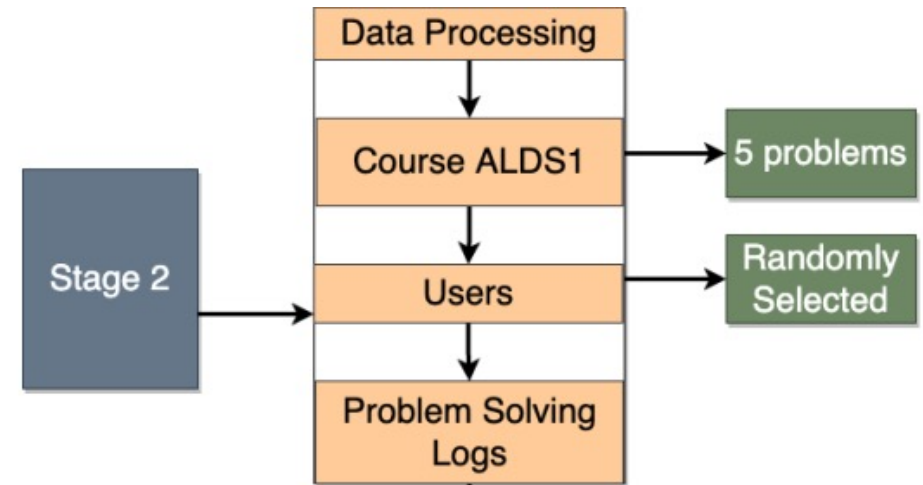 Data Processing
Course ALDS1
5 problems
Stage 2
Users
Randomly
Selected
Problem Solving
Logs